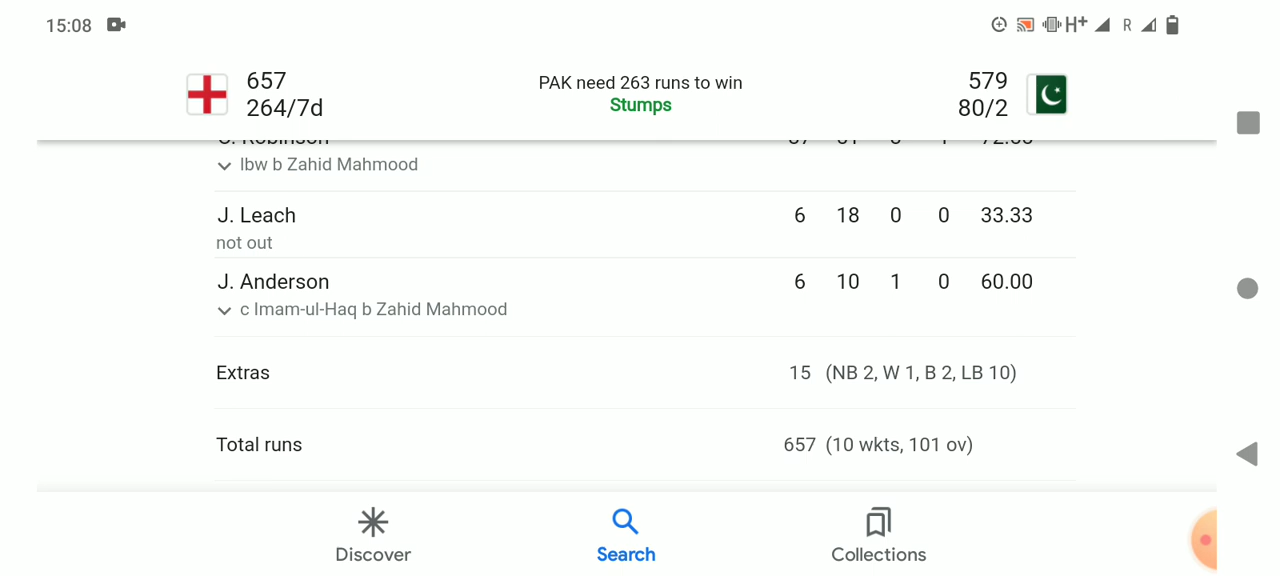 15:08 H+ R
657 PAK need 263 runs to win 579
264/7d Stumps 80/2
lbw b Zahid Mahmood
J. Leach 6 18 0 0 33.33
not out
J. Anderson 6 10 1 0 60.00
c Imam-ul-Haq b Zahid Mahmood
Extras 15 (NB 2, W 1, B 2, LB 10)
Total runs 657 (10 wkts, 101 ov)
Discover Search Collections